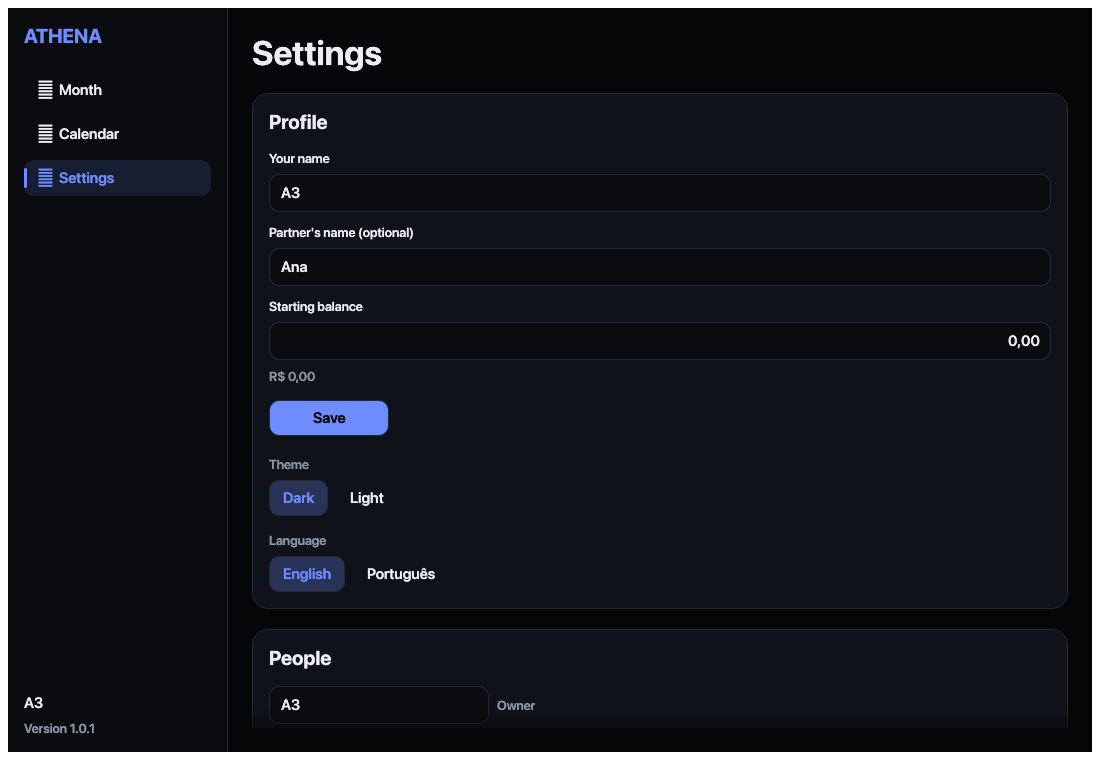 ATHENA
Month
Calendar
Settings
A3
Version 1.0.1
Settings
Profile
Your name
A3
Partner's name (optional)
Ana
Starting balance
0,00
R$ 0,00
Save
Theme
Dark Light
Language
English Português
People
A3 Owner